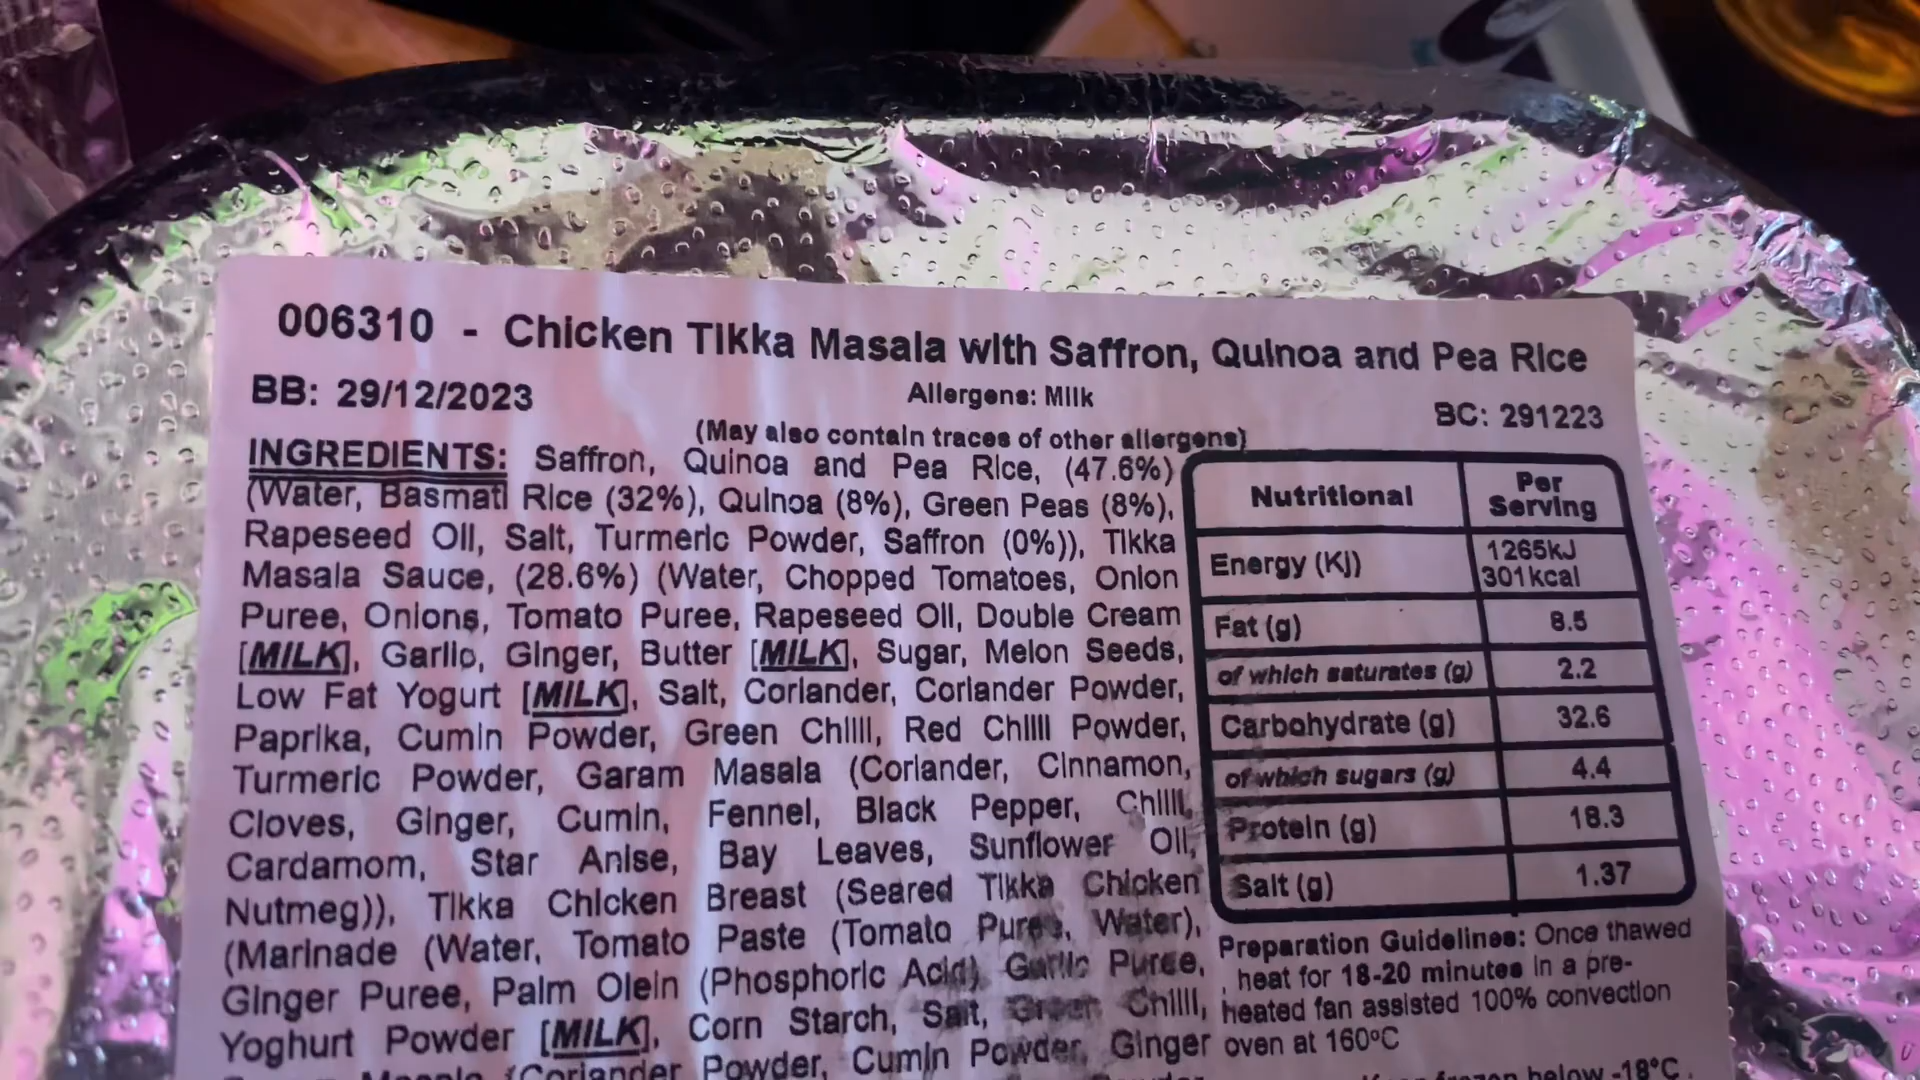 006310 - Chicken Tikka Masala with Saffron, Quinoa and Pea Rice
BB: 29/12/2023
Allergens: Milk
BC: 291223
(May also contain traces of other allergens)
INGREDIENTS: Saffron, Quinoa and Pea Rice, (47.6%)
(Water, Basmati Rice (32%), Quinoa (8%), Green Peas (8%),
Rapeseed Oil, Salt, Turmeric Powder, Saffron (0%)), Tikka
Masala Sauce, (28.6%) (Water, Chopped Tomatoes, Onion
Puree, Onions, Tomato Puree, Rapeseed Oil, Double Cream
[MILK], Garlic, Ginger, Butter [MILK], Sugar, Melon Seeds,
Low Fat Yogurt [MILK], Salt, Coriander, Coriander Powder,
Paprika, Cumin Powder, Green Chilli, Red Chilli Powder,
Turmeric Powder, Garam Masala (Coriander, Cinnamon,
Cloves, Ginger, Cumin, Fennel, Black Pepper, Chilli,
Cardamom, Star Anise, Bay Leaves, Sunflower Oil,
Nutmeg)), Tikka Chicken Breast (Seared Tikka Chicken
(Marinade (Water, Tomato Paste (Tomato Puree, Water),
Ginger Puree, Palm Olein (Phosphoric Acid) Garlic Puree,
Yoghurt Powder [MILK], Corn Starch, Salt, Green Chilli,
(Coriander Powder, Cumin Powder, Ginger
Nutritional Per Serving
Energy (Kj) 1265kJ 301kcal
Fat (g) 8.5
of which saturates (g) 2.2
Carbohydrate (g) 32.6
of which sugars (g) 4.4
Protein (g) 18.3
Salt (g) 1.37
Preparation Guidelines: Once thawed
, heat for 18-20 minutes in a pre-
heated fan assisted 100% convection
oven at 160ºC
frozen below -18°C